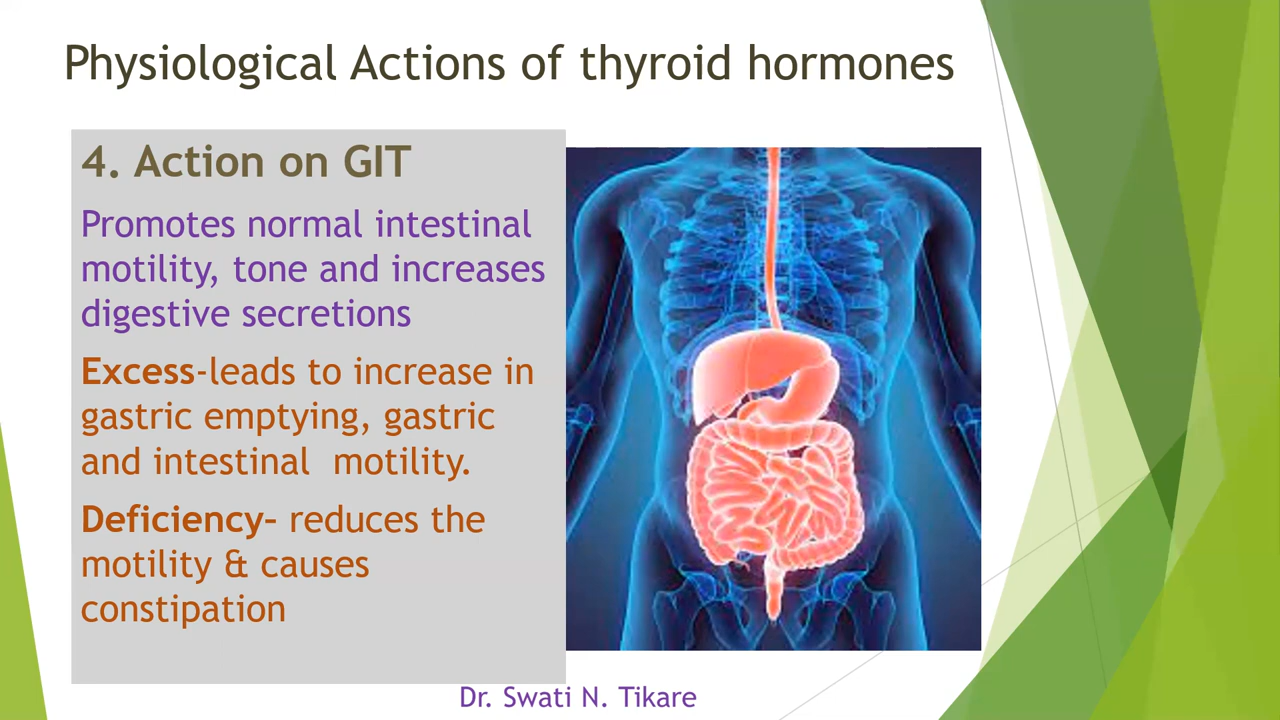 Physiological Actions of thyroid hormones
4. Action on GIT
Promotes normal intestinal
motility, tone and increases
digestive secretions
Excess-leads to increase in
gastric emptying, gastric
and intestinal  motility.
Deficiency- reduces the
motility & causes
constipation
Dr. Swati N. Tikare